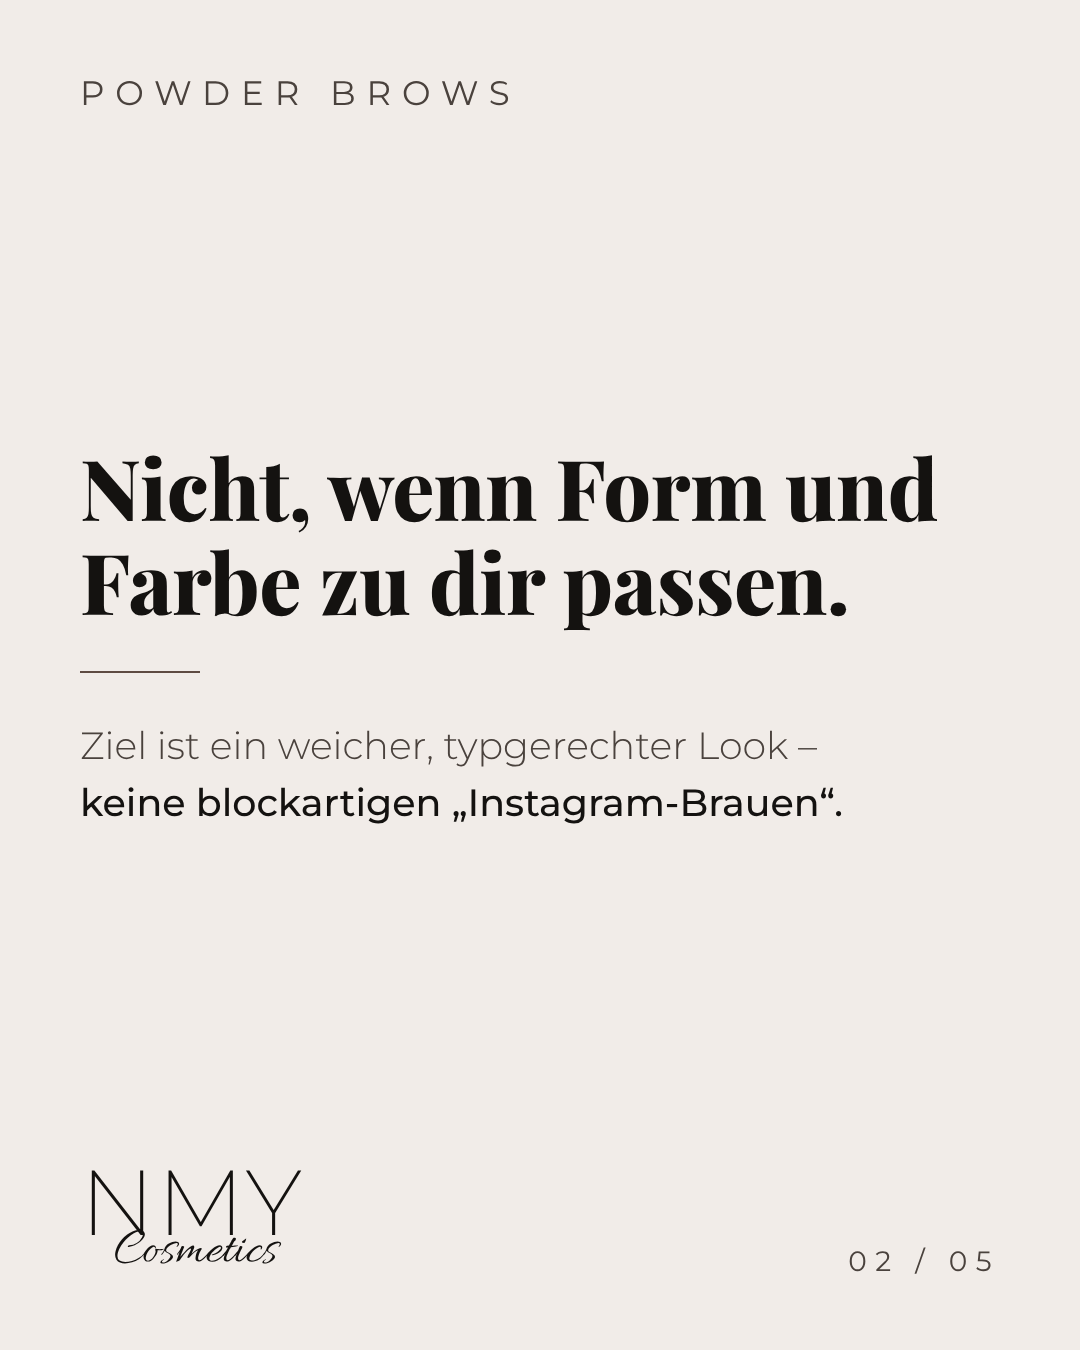 POWDER BROWS
Nicht, wenn Form und
Farbe zu dir passen.
Ziel ist ein weicher, typgerechter Look –
keine blockartigen „Instagram-Brauen“.
NMY
Cosmetics
02 / 05